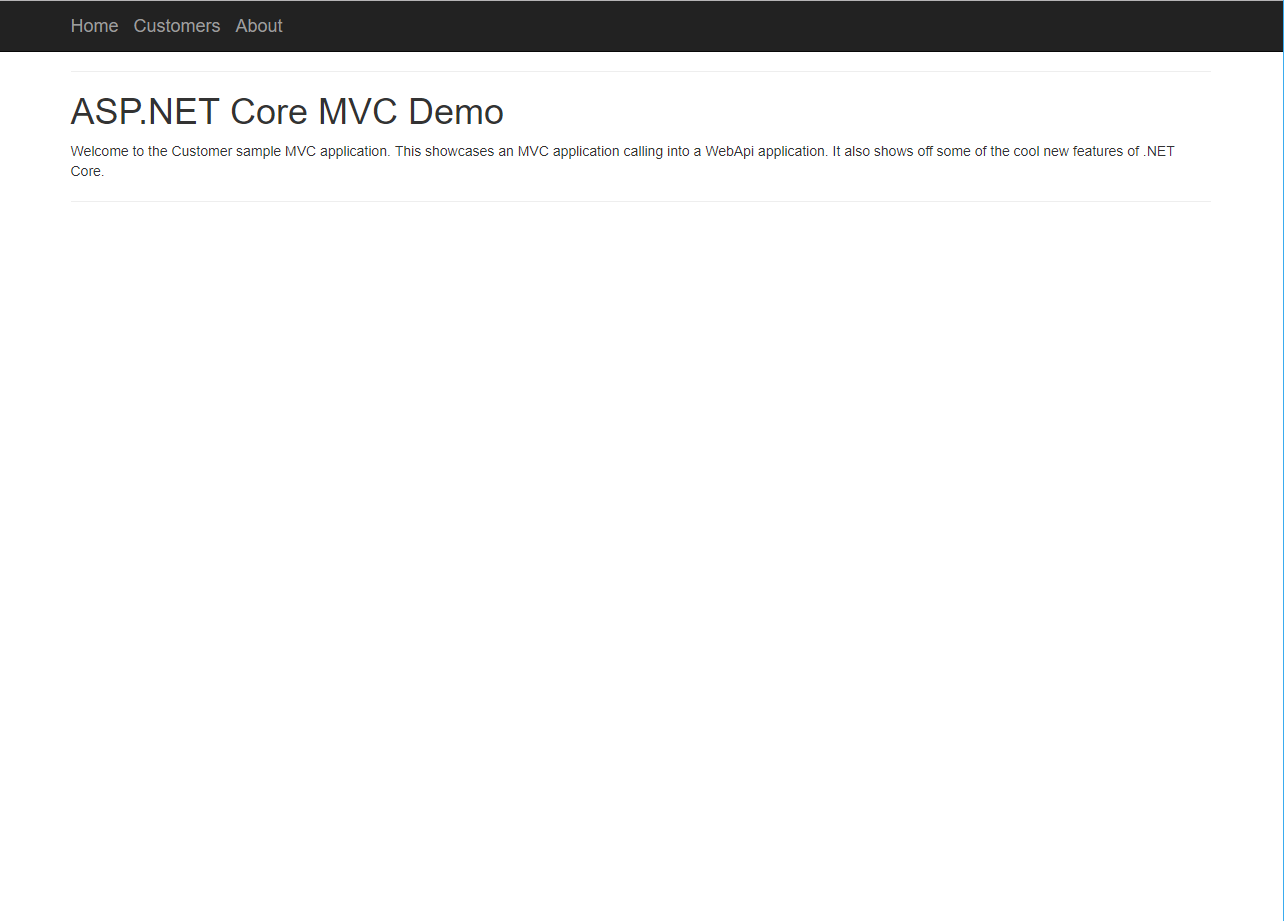 Home Customers About
ASP.NET Core MVC Demo
Welcome to the Customer sample MVC application. This showcases an MVC application calling into a WebApi application. It also shows off some of the cool new features of .NET
Core.